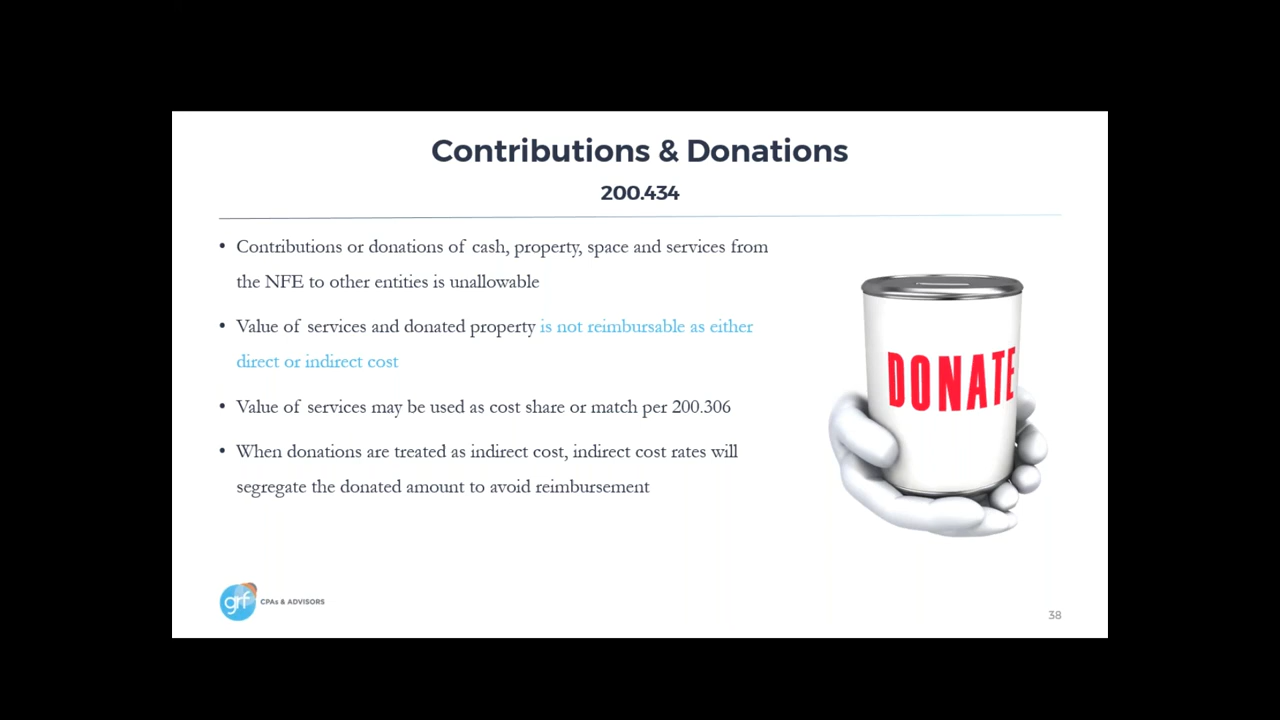 Contributions & Donations
200.434
• Contributions or donations of cash, property, space and services from
the NFE to other entities is unallowable
• Value of services and donated property is not reimbursable as either
direct or indirect cost
• Value of services may be used as cost share or match per 200.306
• When donations are treated as indirect cost, indirect cost rates will
segregate the donated amount to avoid reimbursement
DONATE
grf CPAs & ADVISORS
38